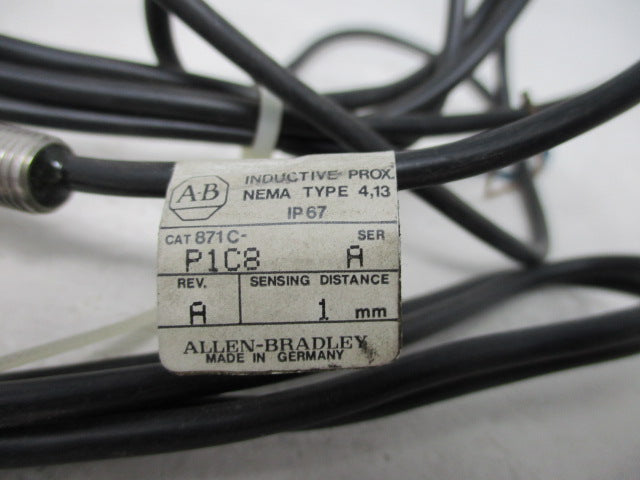 A-B
INDUCTIVE PROX.
NEMA TYPE 4,13
IP67
CAT 871C- SER
P1C8 A
REV. SENSING DISTANCE
A 1 mm
ALLEN-BRADLEY
MADE IN GERMANY